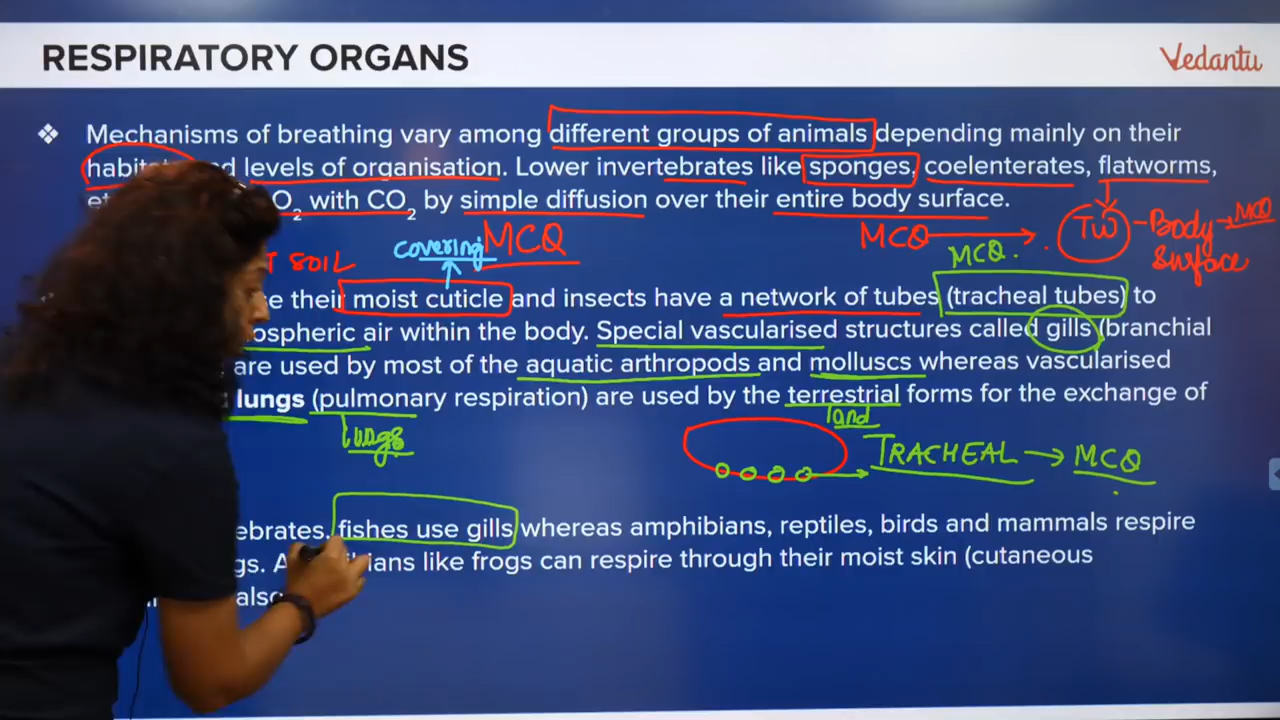 RESPIRATORY ORGANS
Vedantu
❖ Mechanisms of breathing vary among different groups of animals depending mainly on their
levels of organisation. Lower invertebrates like sponges, coelenterates, flatworms,
O₂ with CO₂ by simple diffusion over their entire body surface.
covering MCQ
MCQ
TW - Body → MCQ
Surface
MCQ.
SOIL
their moist cuticle and insects have a network of tubes (tracheal tubes) to
air within the body. Special vascularised structures called gills (branchial
are used by most of the aquatic arthropods and molluscs whereas vascularised
lungs (pulmonary respiration) are used by the terrestrial forms for the exchange of
land
lungs
TRACHEAL → MCQ
fishes use gills whereas amphibians, reptiles, birds and mammals respire
like frogs can respire through their moist skin (cutaneous